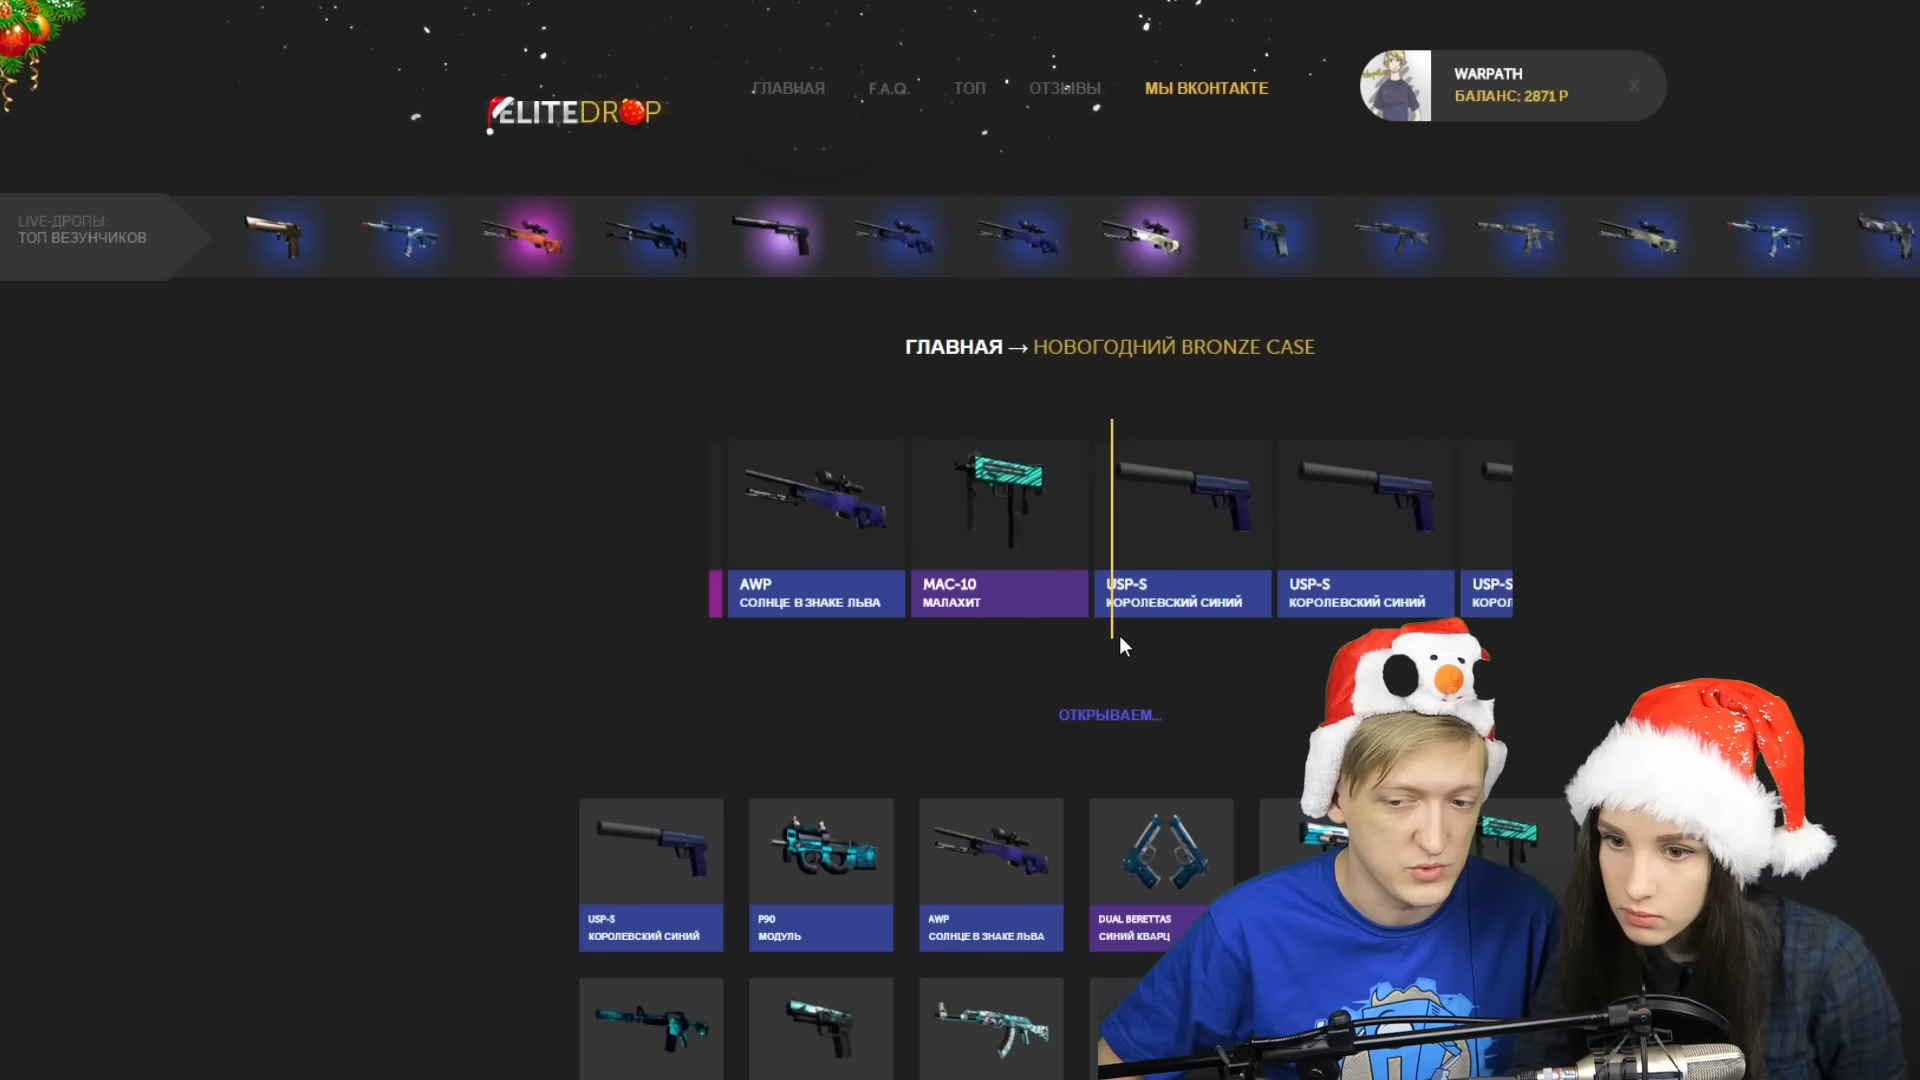 ELITEDROP
ГЛАВНАЯ
F.A.Q.
ТОП
ОТЗЫВЫ
МЫ ВКОНТАКТЕ
WARPATH
БАЛАНС: 2871 Р
X
LIVE-ДРОПЫ:
ТОП ВЕЗУНЧИКОВ
ГЛАВНАЯ → НОВОГОДНИЙ BRONZE CASE
AWP
СОЛНЦЕ В ЗНАКЕ ЛЬВА
MAC-10
МАЛАХИТ
USP-S
КОРОЛЕВСКИЙ СИНИЙ
USP-S
КОРОЛЕВСКИЙ СИНИЙ
USP-S
КОРОЛ
ОТКРЫВАЕМ...
USP-S
КОРОЛЕВСКИЙ СИНИЙ
P90
МОДУЛЬ
AWP
СОЛНЦЕ В ЗНАКЕ ЛЬВА
DUAL BERETTAS
СИНИЙ КВАРЦ